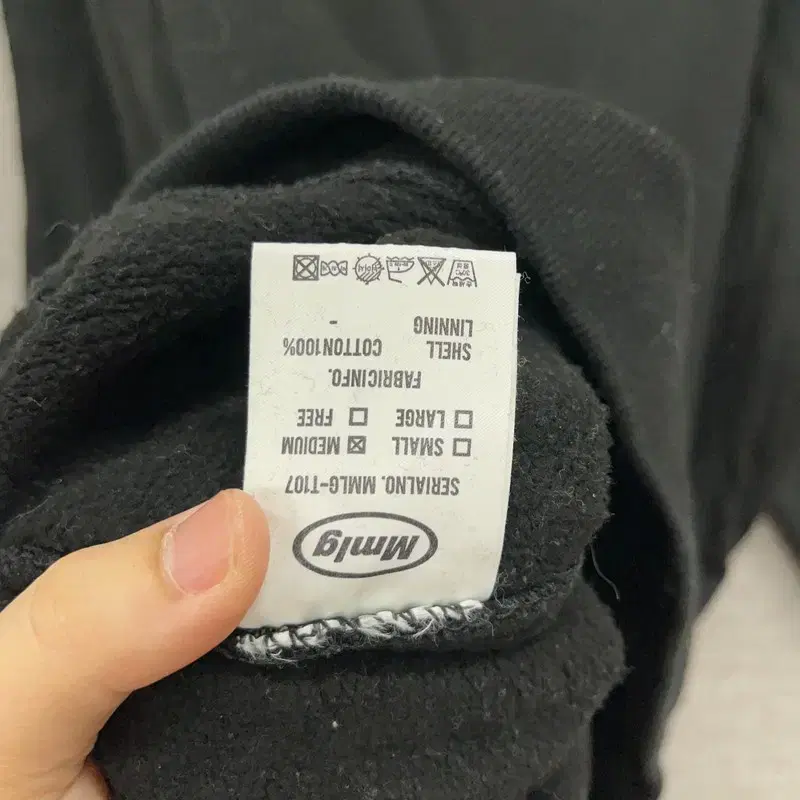 Mmlg
SERIALNO. MMLG-T107
☐ SMALL ☒ MEDIUM
☐ LARGE ☐ FREE
FABRICINFO.
SHELL COTTON100%
LINNING -